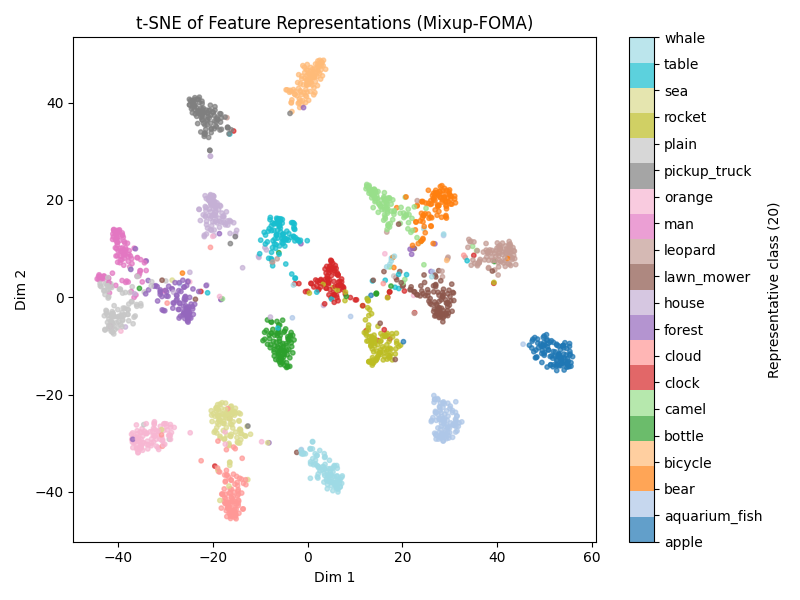 t-SNE of Feature Representations (Mixup-FOMA)
40
20
0
−20
−40
Dim 2
−40
−20
0
20
40
60
Dim 1
whale
table
sea
rocket
plain
pickup_truck
orange
man
leopard
lawn_mower
house
forest
cloud
clock
camel
bottle
bicycle
bear
aquarium_fish
apple
Representative class (20)